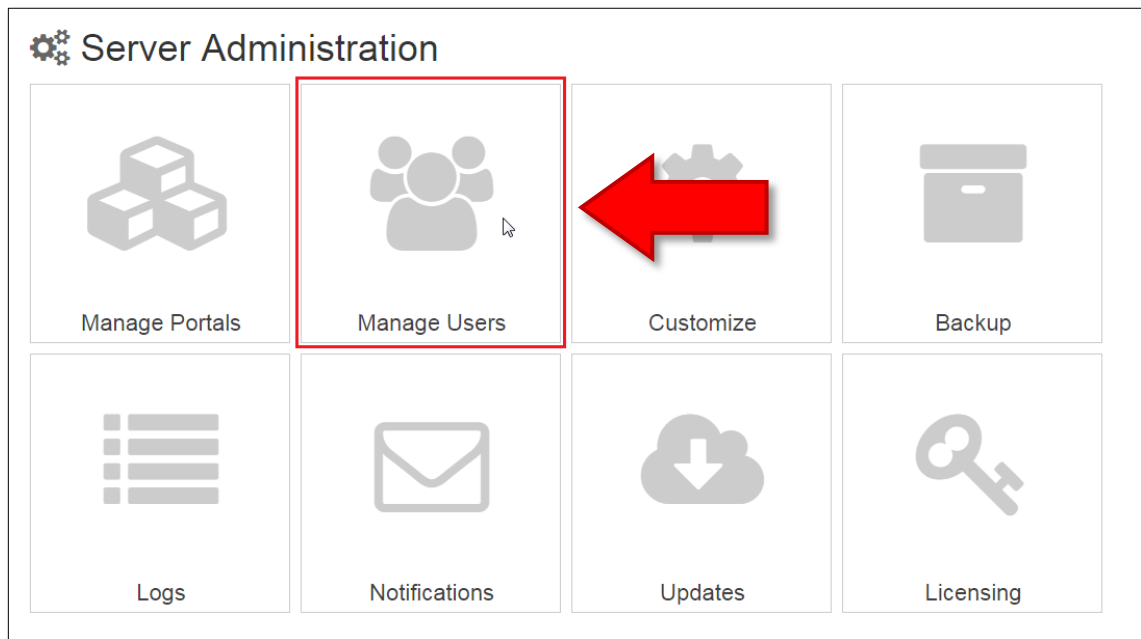 Server Administration
Manage Portals
Manage Users
Customize
Backup
Logs
Notifications
Updates
Licensing